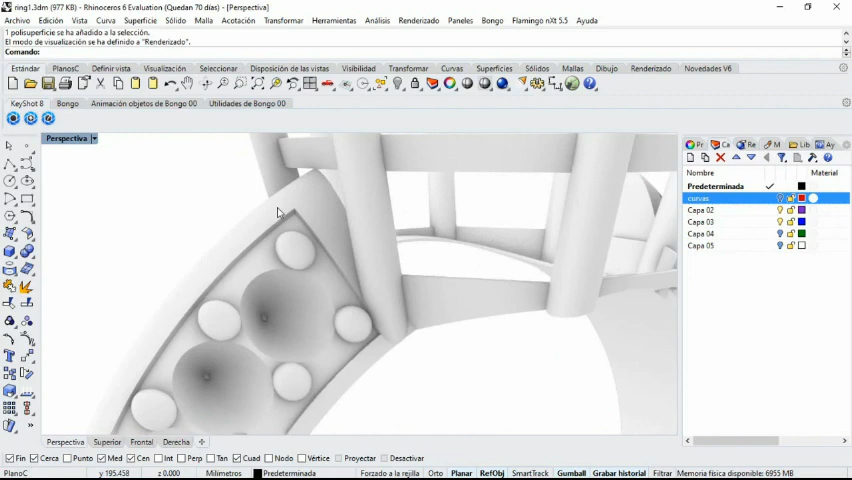 ring1.3dm (977 KB) - Rhinoceros 6 Evaluation (Quedan 70 días) - [Perspectiva]
Archivo Edición Vista Curva Superficie Sólido Malla Acotación Transformar Herramientas Análisis Renderizado Paneles Bongo Flamingo nXt 5.5 Ayuda
1 polisuperficie se ha añadido a la selección.
El modo de visualización se ha definido a "Renderizado".
Comando:
Estándar PlanosC Definir vista Visualización Seleccionar Disposición de las vistas Visibilidad Transformar Curva Superficies Sólidos Mallas Dibujo Renderizado Novedades V6
KeyShot 8 Bongo Animación objetos de Bongo 00 Utilidades de Bongo 00
Perspectiva
Pr Ca Re M Lib Ay
Nombre Material
Predeterminada
curvas
Capa 02
Capa 03
Capa 04
Capa 05
Perspectiva Superior Frontal Derecha
Fin Cerca Punto Med Cen Int Perp Tan Cuad Nodo Vértice Proyectar Desactivar
PlanoC y 195.458 z 0.000 Milímetros Predeterminada Forzado a la rejilla Orto Planar RefObj SmartTrack Gumball Grabar historial Filtrar Memoria física disponible: 6955 MB